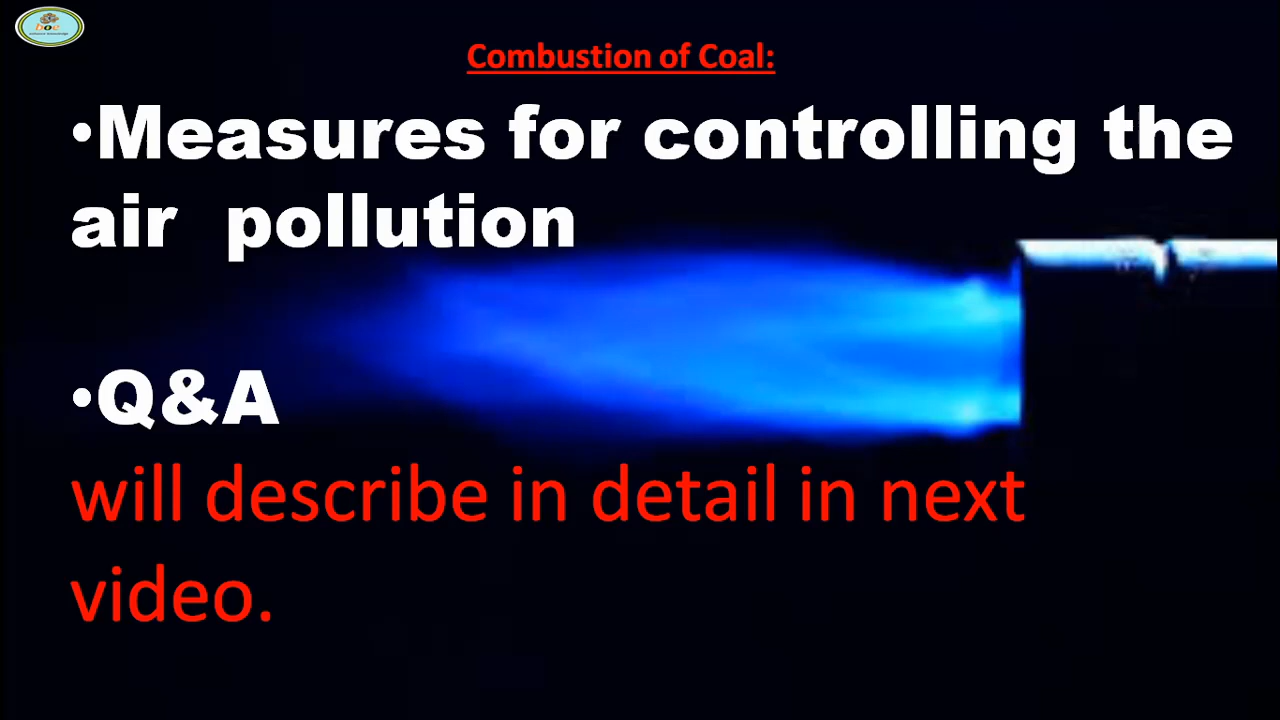 Combustion of Coal:
•Measures for controlling the
air  pollution
•Q&A
will describe in detail in next
video.